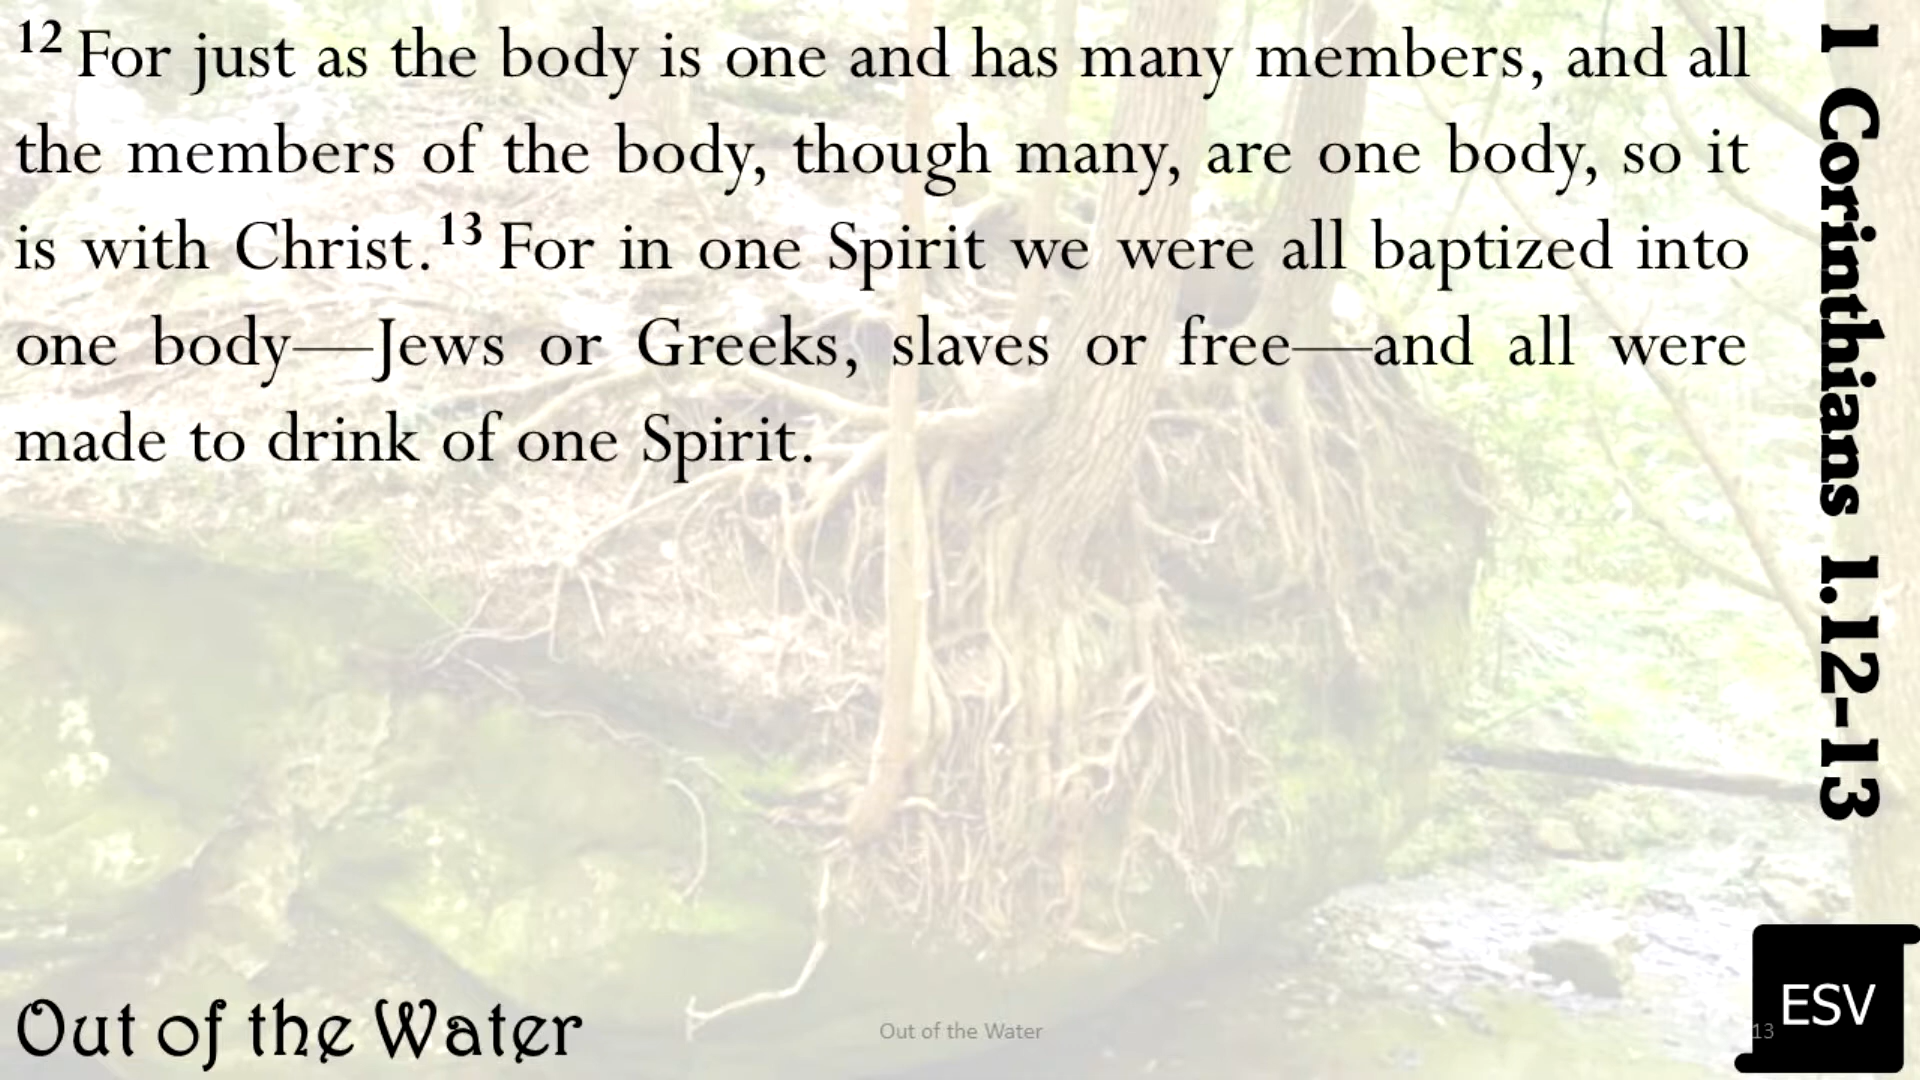 12 For just as the body is one and has many members, and all
the members of the body, though many, are one body, so it
is with Christ.13 For in one Spirit we were all baptized into
one body—Jews or Greeks, slaves or free—and all were
made to drink of one Spirit.
1 Corinthians 1.12-13
Out of the Water
Out of the Water
13
ESV